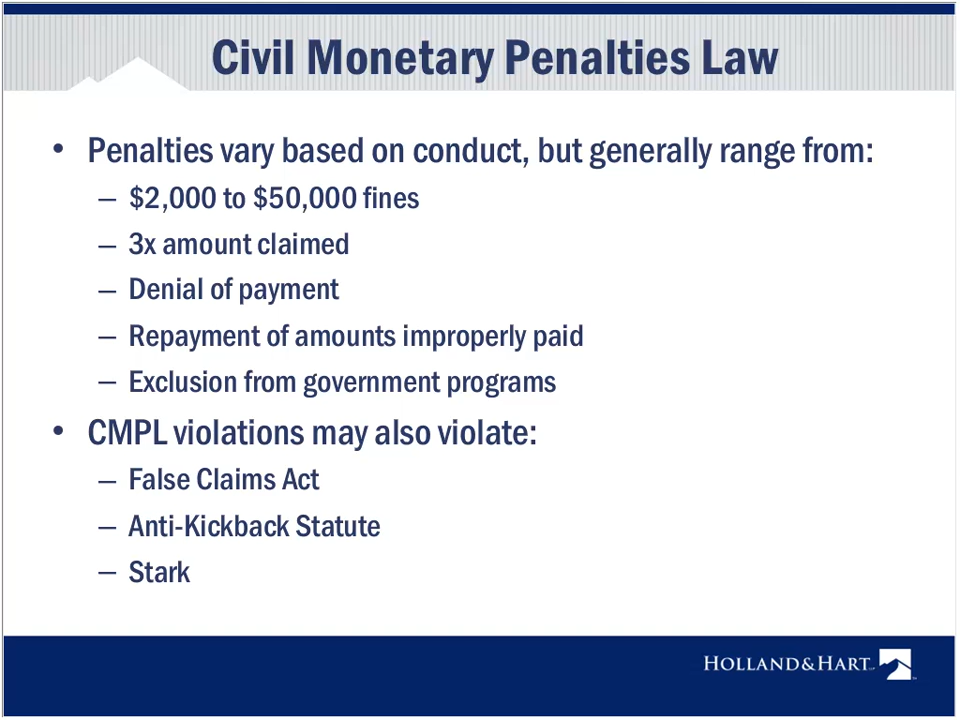 Civil Monetary Penalties Law
• Penalties vary based on conduct, but generally range from:
– $2,000 to $50,000 fines
– 3x amount claimed
– Denial of payment
– Repayment of amounts improperly paid
– Exclusion from government programs
• CMPL violations may also violate:
– False Claims Act
– Anti-Kickback Statute
– Stark
HOLLAND&HART